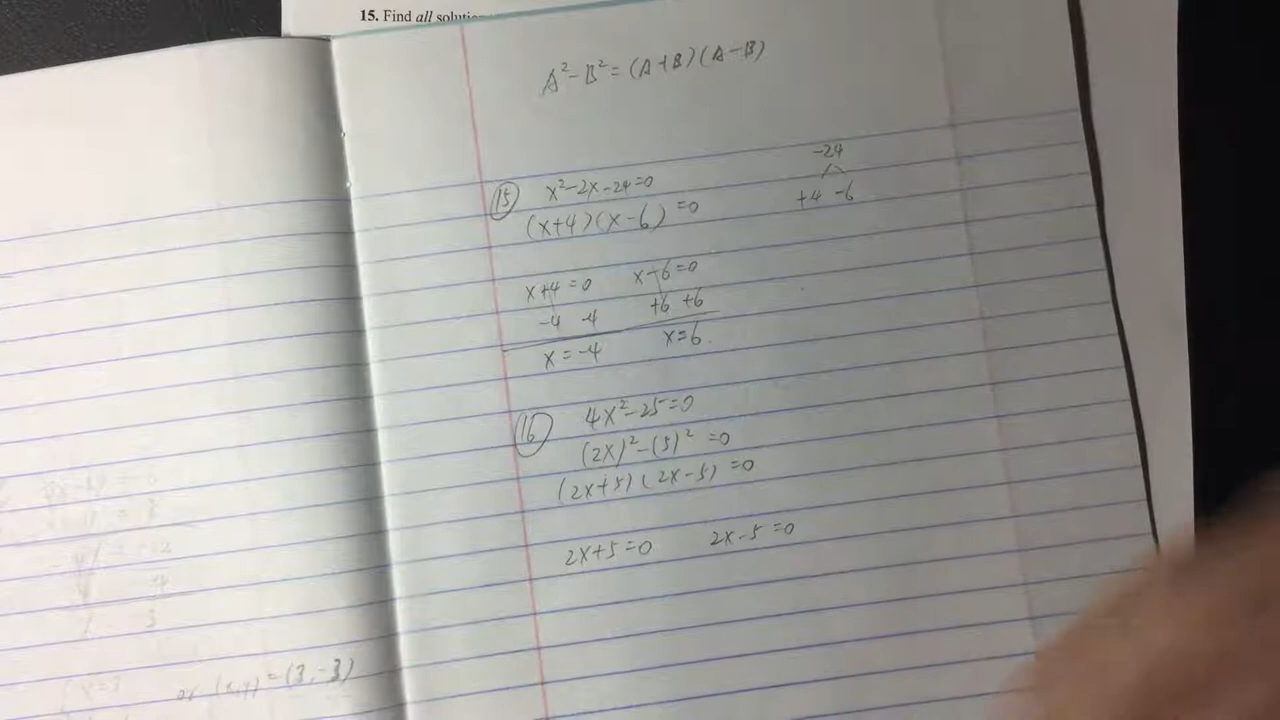 15. Find all
A² - B² = (A+B)(A-B)
-24
⑮ x²-2x-24=0
+4 -6
(x+4)(x-6)=0
x+4=0 x-6=0
-4 -4 +6 +6
x=-4 x=6
⑯ 4x²-25=0
(2x)²-(5)²=0
(2x+5)(2x-5)=0
2x+5=0 2x-5=0
or (x,y)=(3,-3)